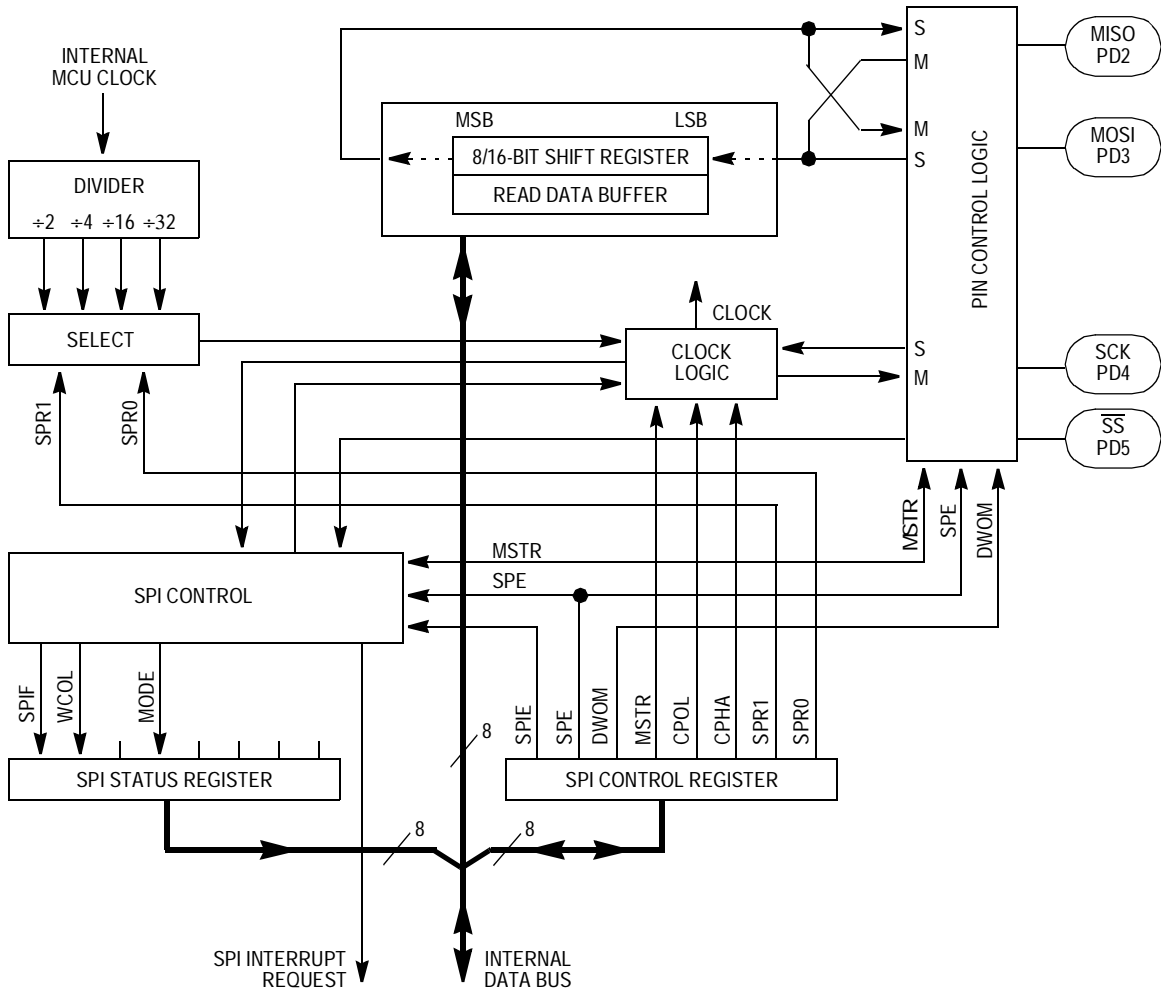 INTERNAL
MCU CLOCK
DIVIDER
÷2 ÷4 ÷16 ÷32
SELECT
SPR1
SPR0
MSB LSB
8/16-BIT SHIFT REGISTER
READ DATA BUFFER
CLOCK
CLOCK
LOGIC
S
M
M
S
S
M
PIN CONTROL LOGIC
MISO
PD2
MOSI
PD3
SCK
PD4
SS
PD5
MSTR
SPE
DWOM
MSTR
SPE
SPI CONTROL
SPIF
WCOL
MODE
SPI STATUS REGISTER
SPIE
SPE
DWOM
MSTR
CPOL
CPHA
SPR1
SPR0
SPI CONTROL REGISTER
8
8
8
SPI INTERRUPT
REQUEST
INTERNAL
DATA BUS